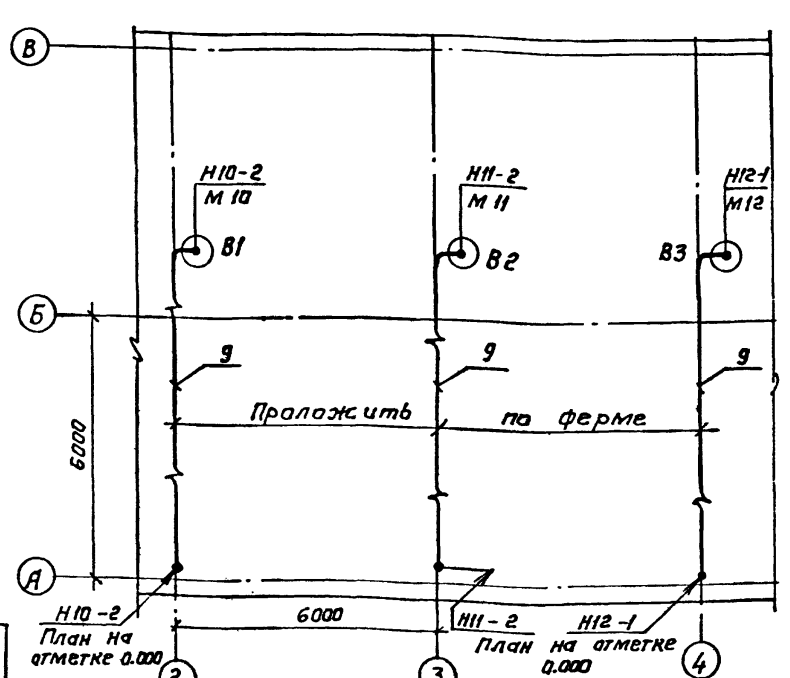 В
Н10-2
М 10
Н11-2
М 11
Н12-1
М12
В1
В2
В3
Б
9
9
9
Проложить по ферме
6000
А
Н10-2
План на
отметке 0.000
6000
Н11-2
Н12-1
План на отметке
0.000
2
3
4